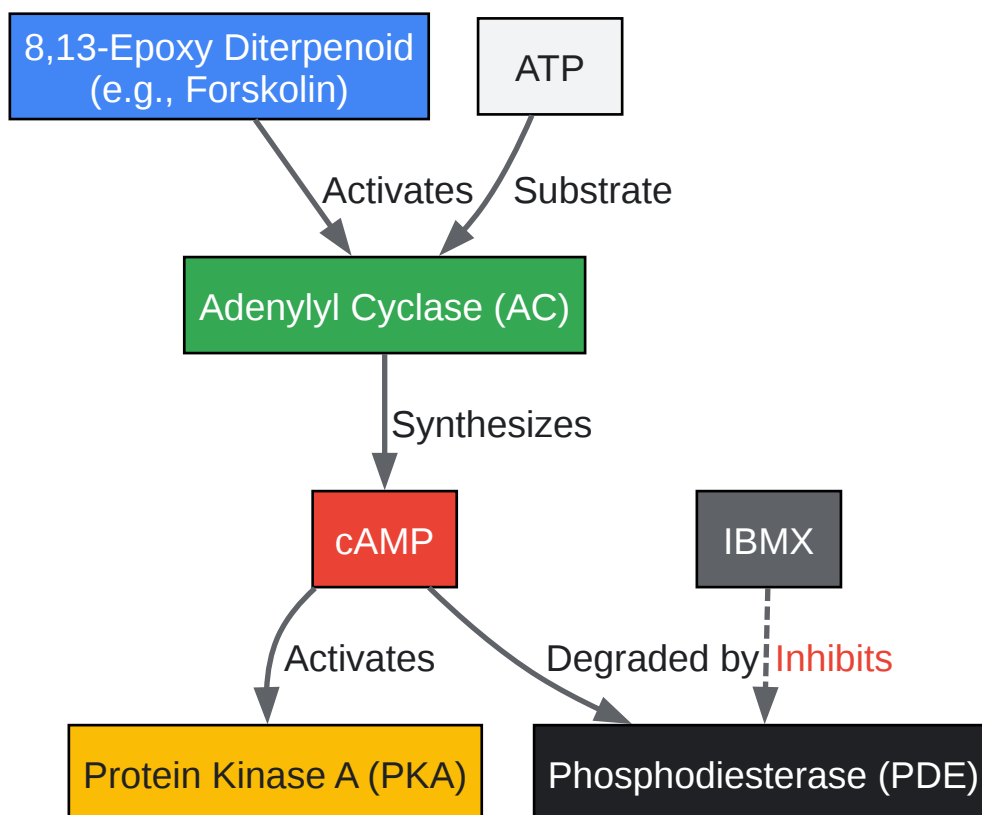 8,13-Epoxy Diterpenoid
(e.g., Forskolin)
ATP
Activates
Substrate
Adenylyl Cyclase (AC)
Synthesizes
cAMP
IBMX
Activates
Degraded by
Inhibits
Protein Kinase A (PKA)
Phosphodiesterase (PDE)